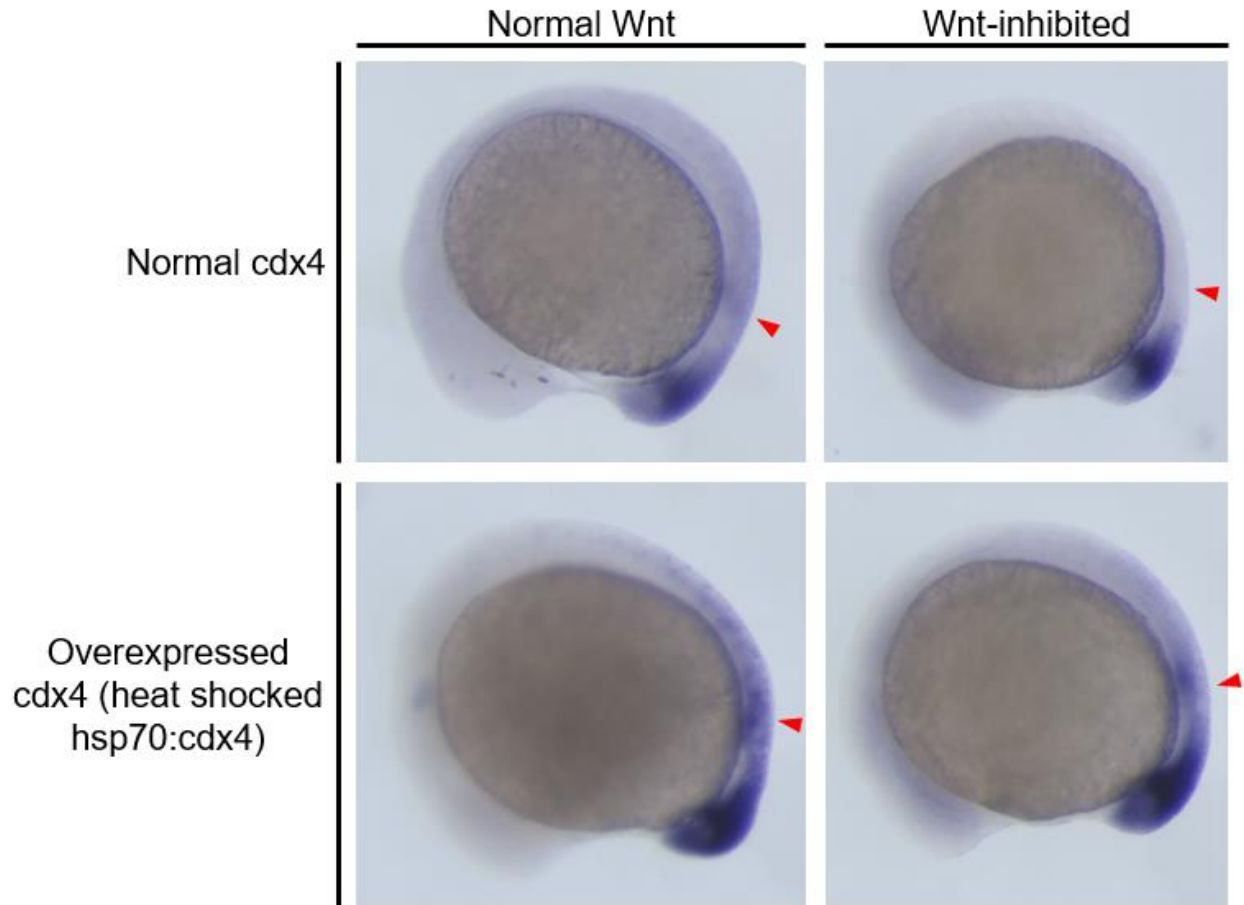 Normal Wnt
Wnt-inhibited
Normal cdx4
Overexpressed
cdx4 (heat shocked
hsp70:cdx4)